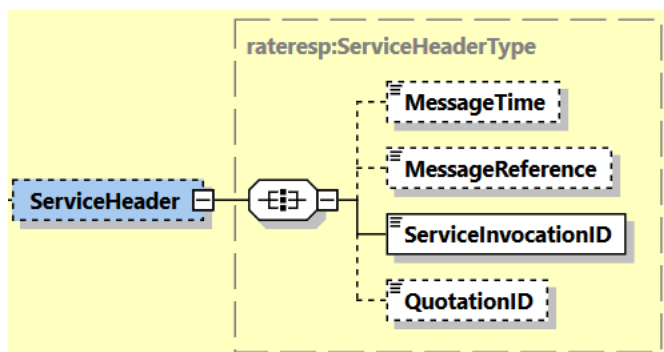 rateresp:ServiceHeaderType
MessageTime
MessageReference
ServiceHeader
ServiceInvocationID
QuotationID